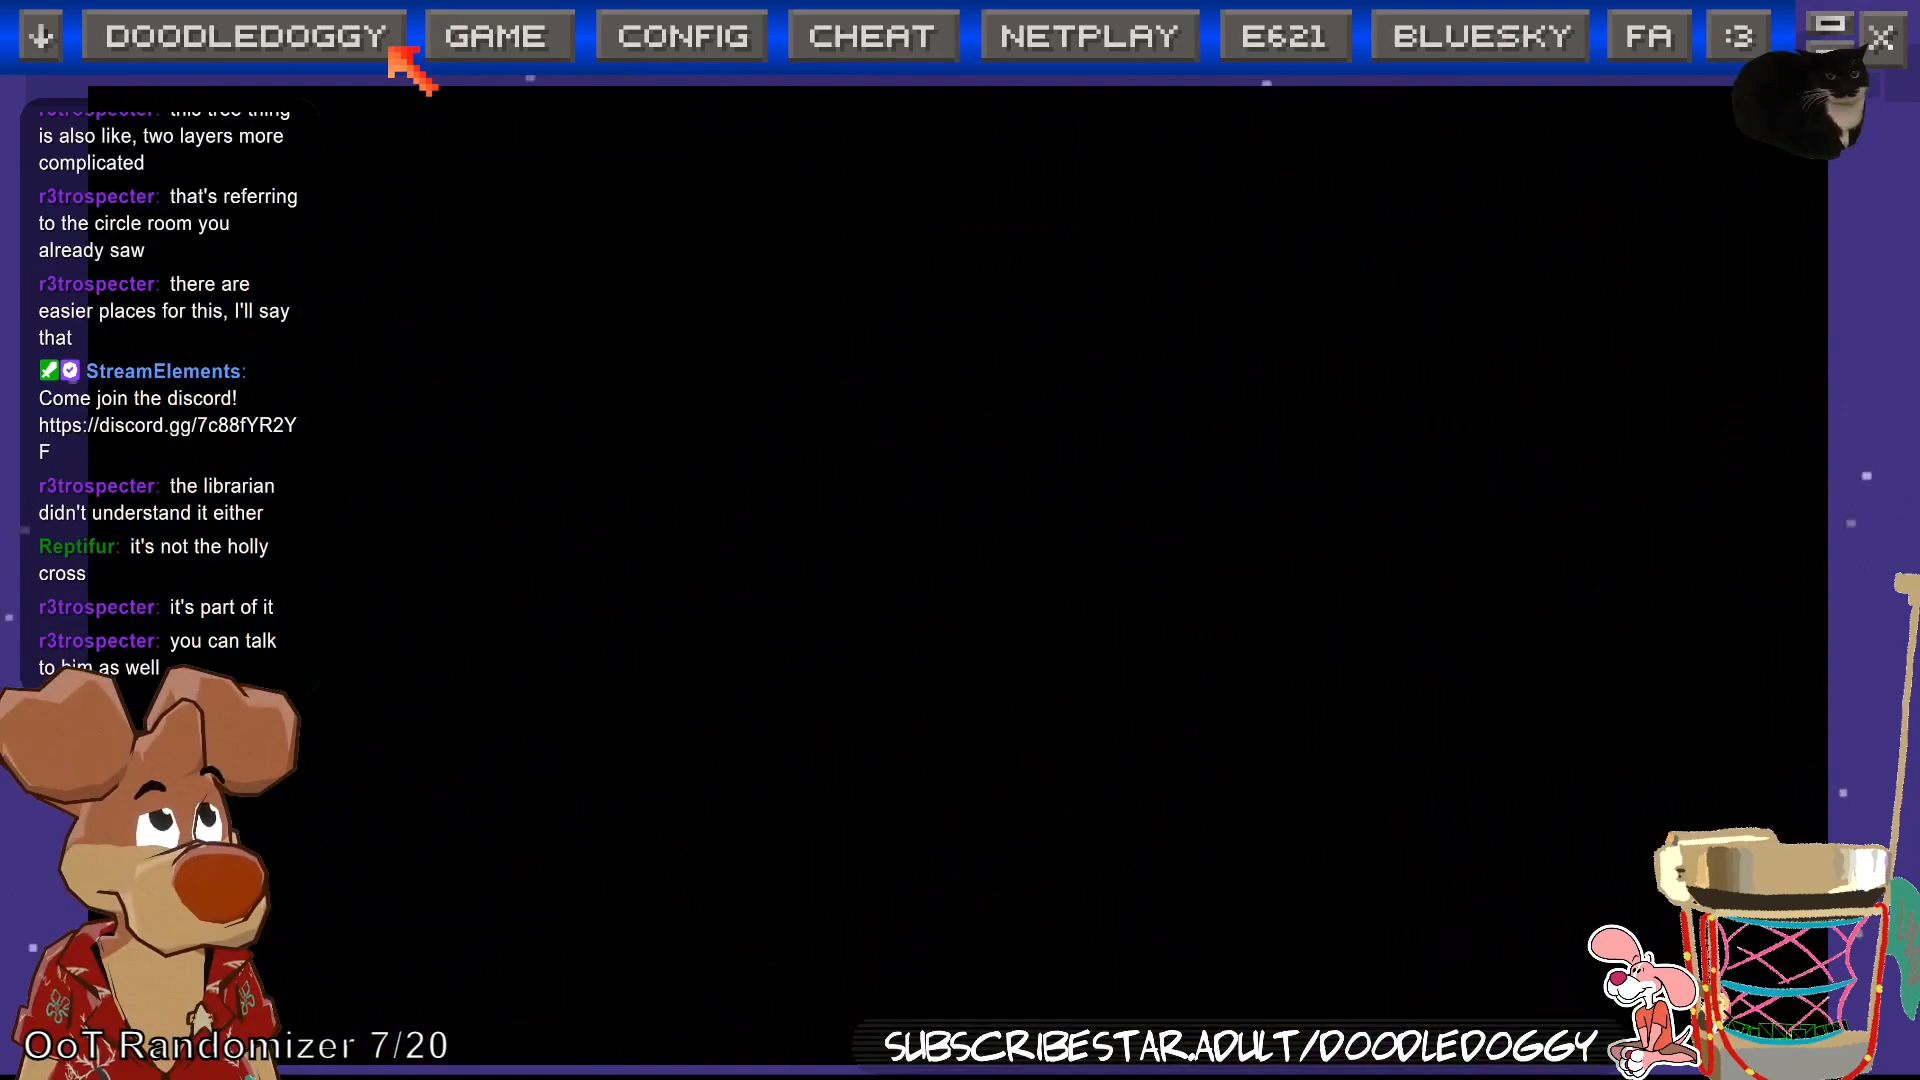 DOODLEDOGGY GAME CONFIG CHEAT NETPLAY E621 BLUESKY FA :3 X
r3trospecter: this tree thing
is also like, two layers more
complicated
r3trospecter: that's referring
to the circle room you
already saw
r3trospecter: there are
easier places for this, I'll say
that
StreamElements:
Come join the discord!
https://discord.gg/7c88fYR2Y
F
r3trospecter: the librarian
didn't understand it either
Reptifur: it's not the holly
cross
r3trospecter: it's part of it
r3trospecter: you can talk
to him as well
OoT Randomizer 7/20
SUBSCRIBESTAR.ADULT/DOODLEDOGGY